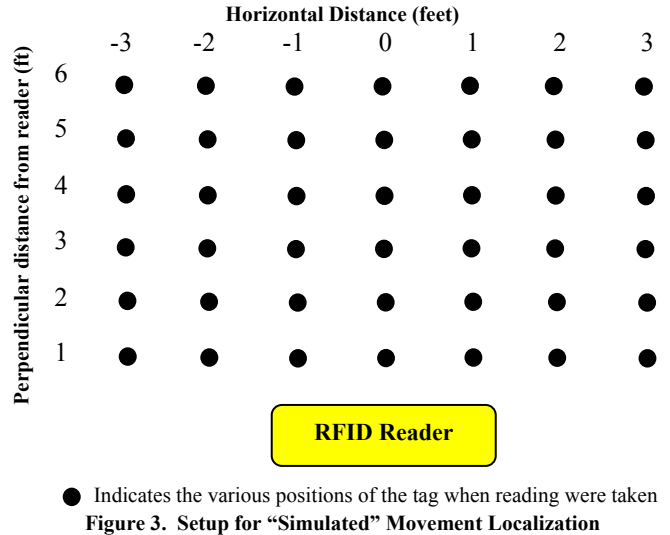 Horizontal Distance (feet)
-3 -2 -1 0 1 2 3
Perpendicular distance from reader (ft)
6
5
4
3
2
1
RFID Reader
Indicates the various positions of the tag when reading were taken
Figure 3. Setup for “Simulated” Movement Localization